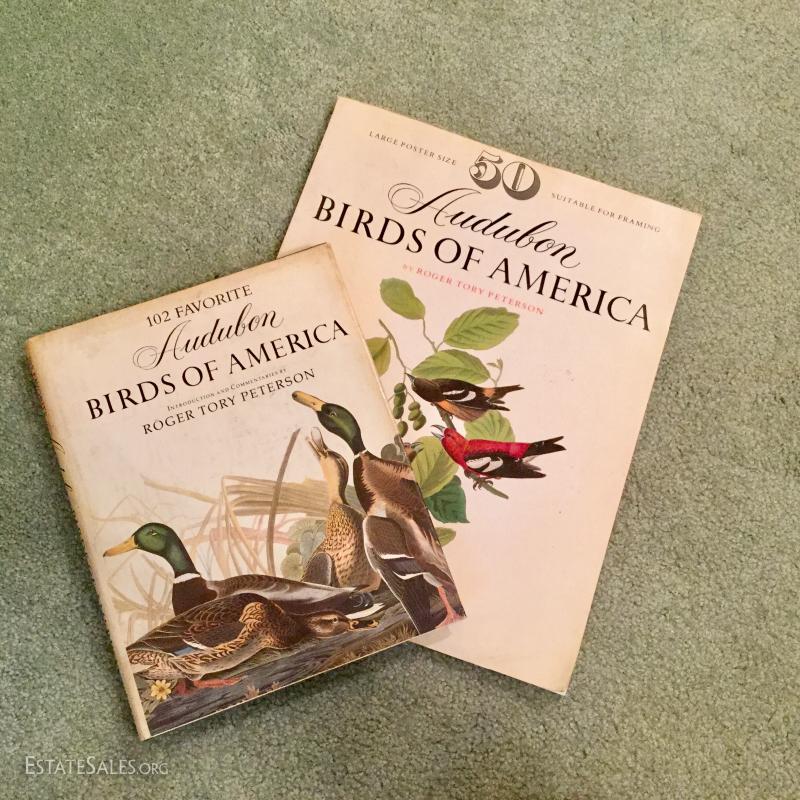 LARGE POSTER SIZE 50 SUITABLE FOR FRAMING
Audubon
BIRDS OF AMERICA
BY ROGER TORY PETERSON
102 FAVORITE
Audubon
BIRDS OF AMERICA
INTRODUCTION AND COMMENTARIES BY
ROGER TORY PETERSON
ESTATESALES.ORG